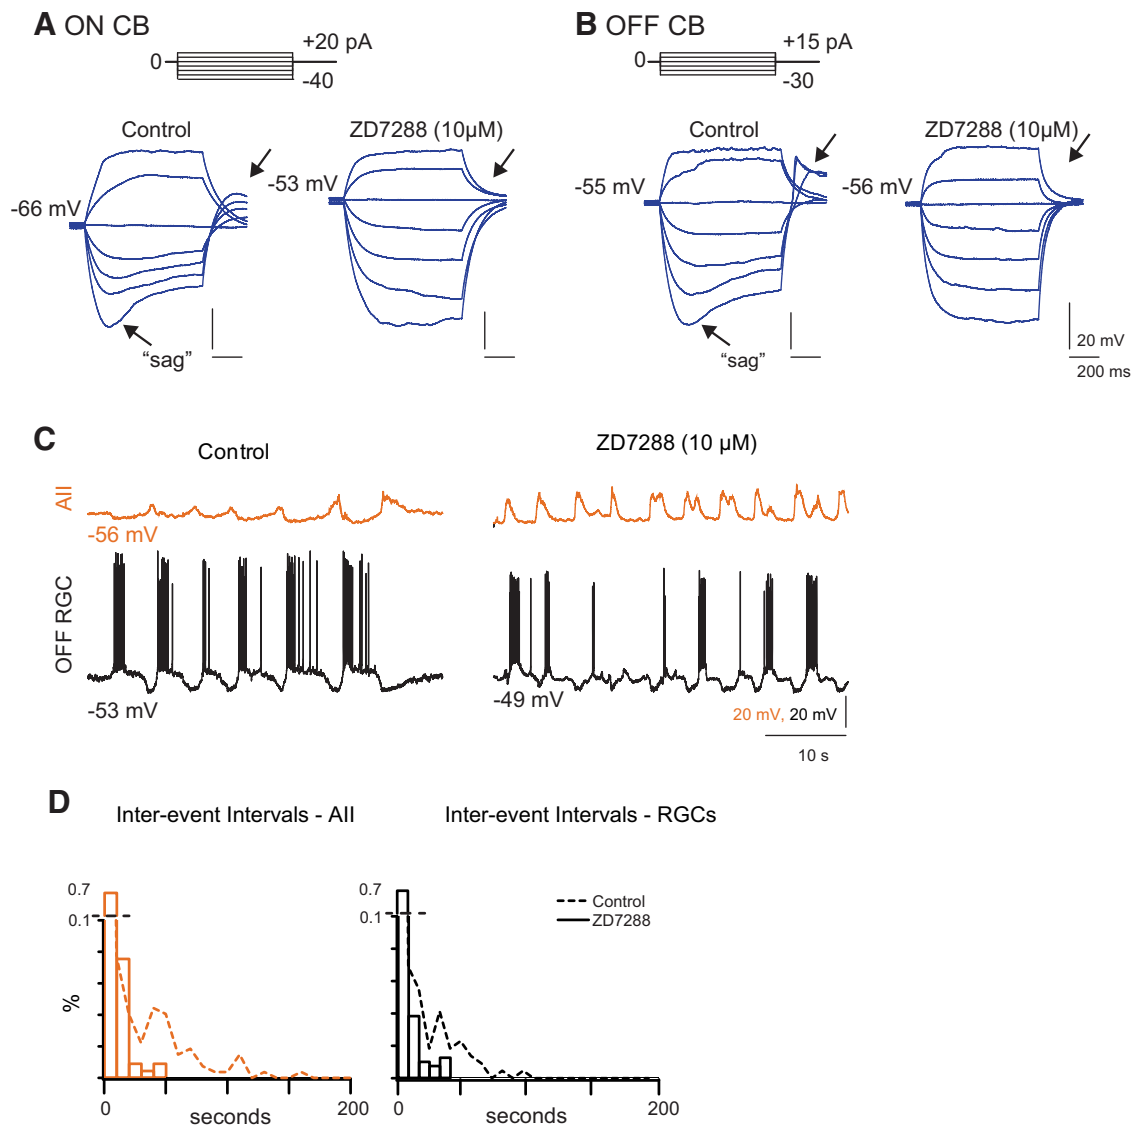 A ON CB
+20 pA
0
-40
Control
ZD7288 (10µM)
-66 mV
-53 mV
"sag"
B OFF CB
+15 pA
0
-30
Control
ZD7288 (10µM)
-55 mV
-56 mV
"sag"
20 mV
200 ms
C
Control
ZD7288 (10 µM)
AII
-56 mV
OFF RGC
-53 mV
-49 mV
20 mV, 20 mV
10 s
D
Inter-event Intervals - AII
Inter-event Intervals - RGCs
0.7
0.1
%
0
seconds
200
0.7
0.1
Control
ZD7288
0
seconds
200